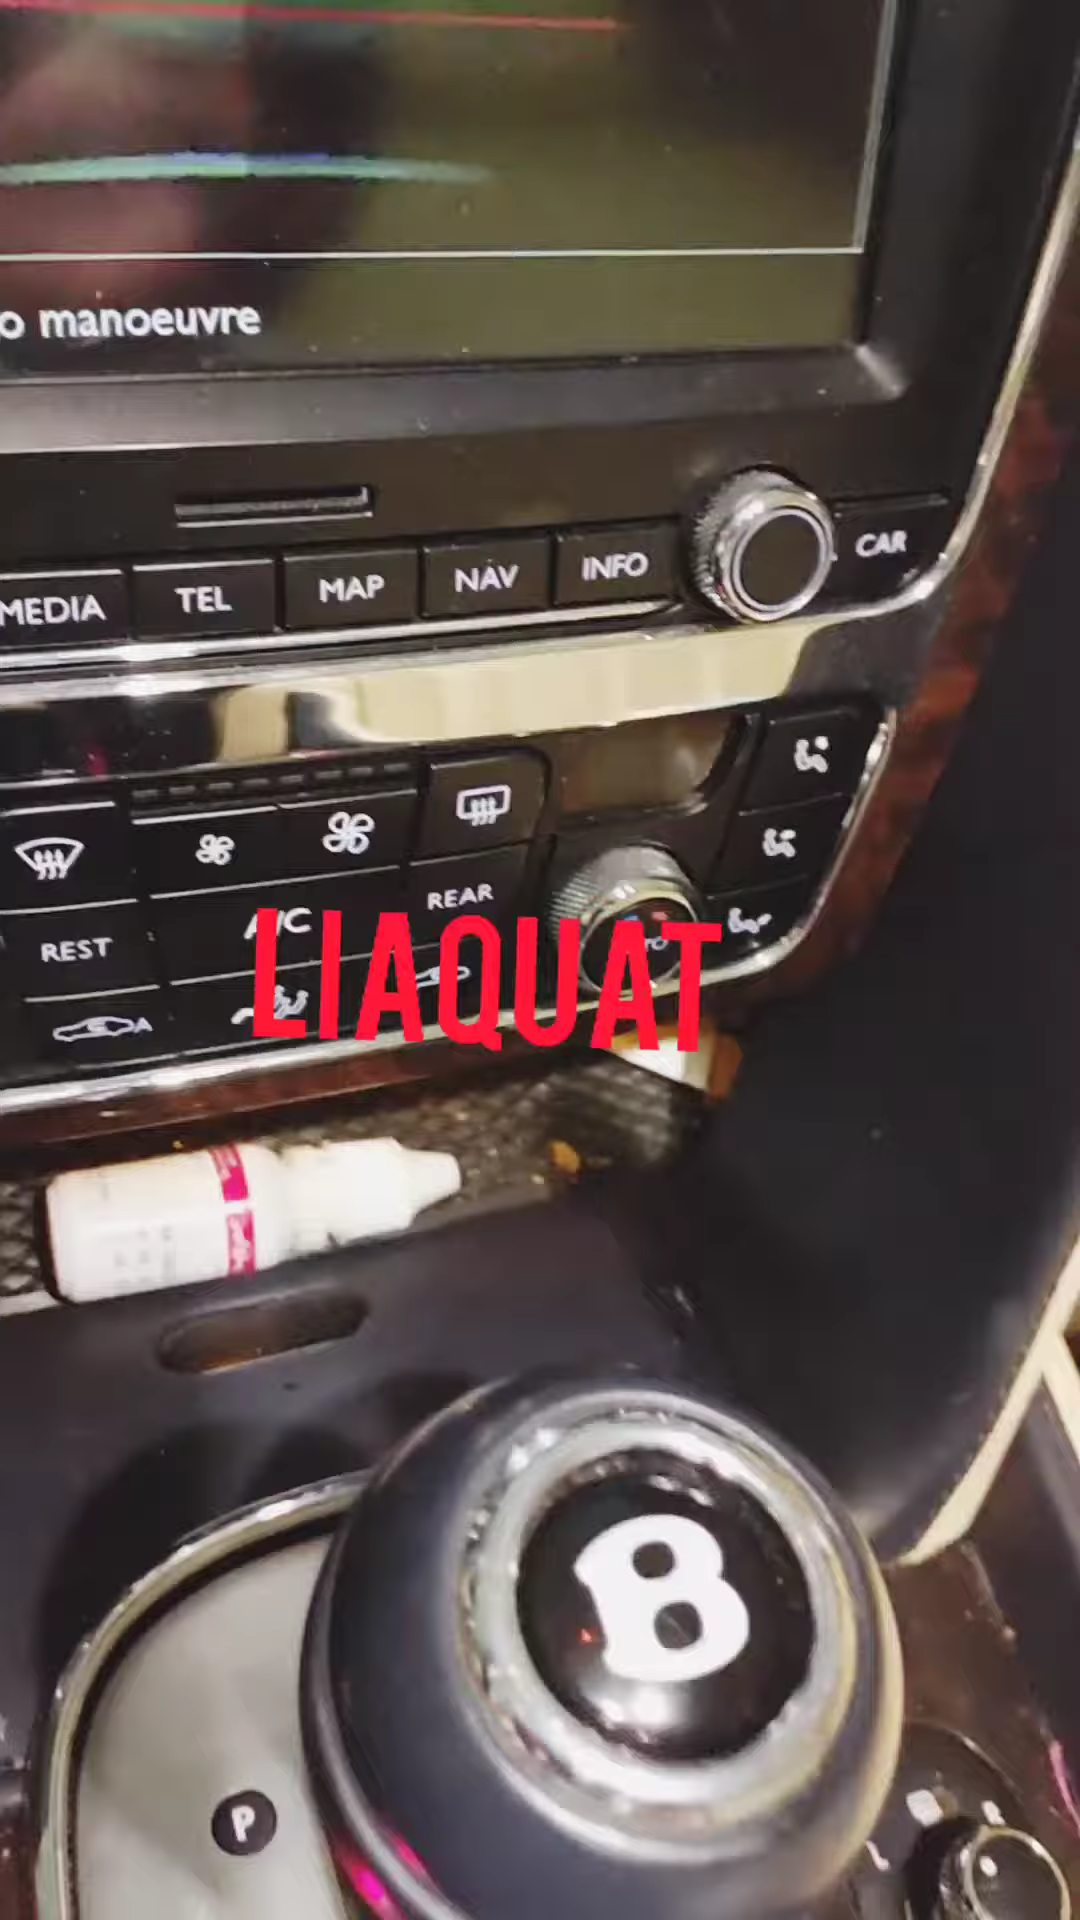 o manoeuvre
MEDIA TEL MAP NAV INFO CAR
REAR
REST A/C
LIAQUAT
A
B
P